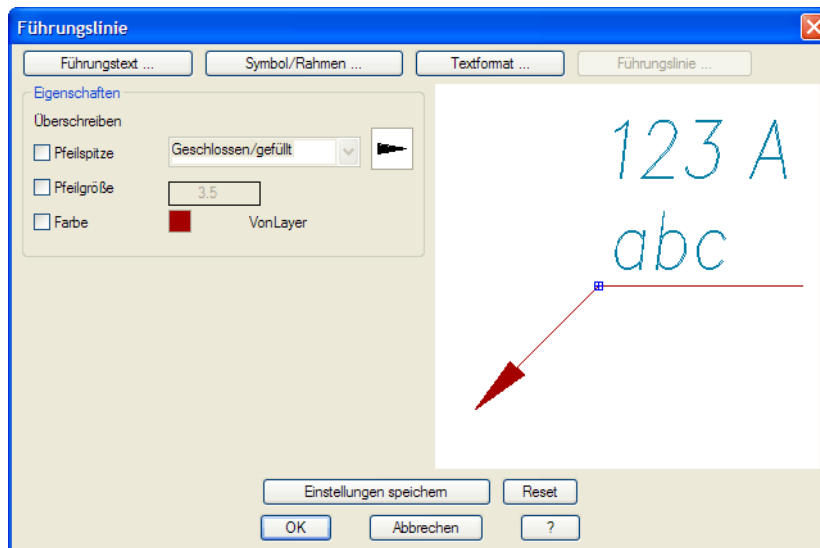 Führungslinie
Führungstext ... Symbol/Rahmen ... Textformat ... Führungslinie ...
Eigenschaften
Überschreiben
Pfeilspitze Geschlossen/gefüllt
Pfeilgröße 3.5
Farbe VonLayer
123 A
abc
Einstellungen speichern Reset
OK Abbrechen ?